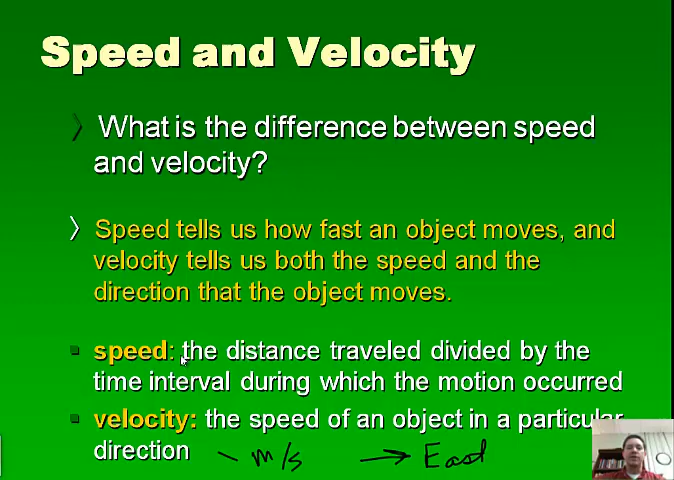 Speed and Velocity
What is the difference between speed
and velocity?
Speed tells us how fast an object moves, and
velocity tells us both the speed and the
direction that the object moves.
speed: the distance traveled divided by the
time interval during which the motion occurred
velocity: the speed of an object in a particular
direction - m/s → East